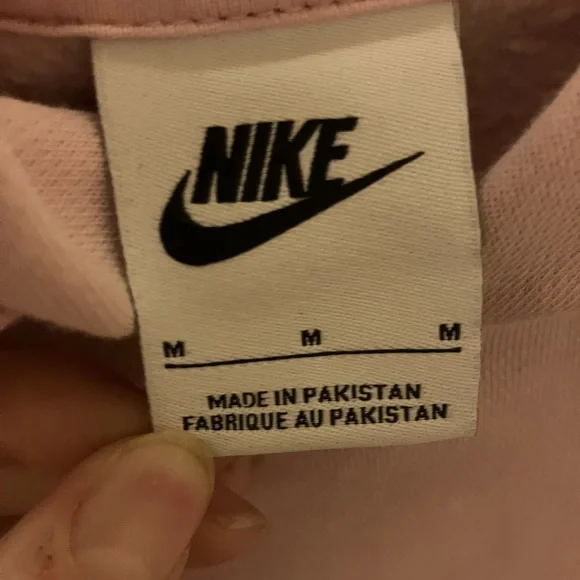 NIKE
M M M
MADE IN PAKISTAN
FABRIQUE AU PAKISTAN